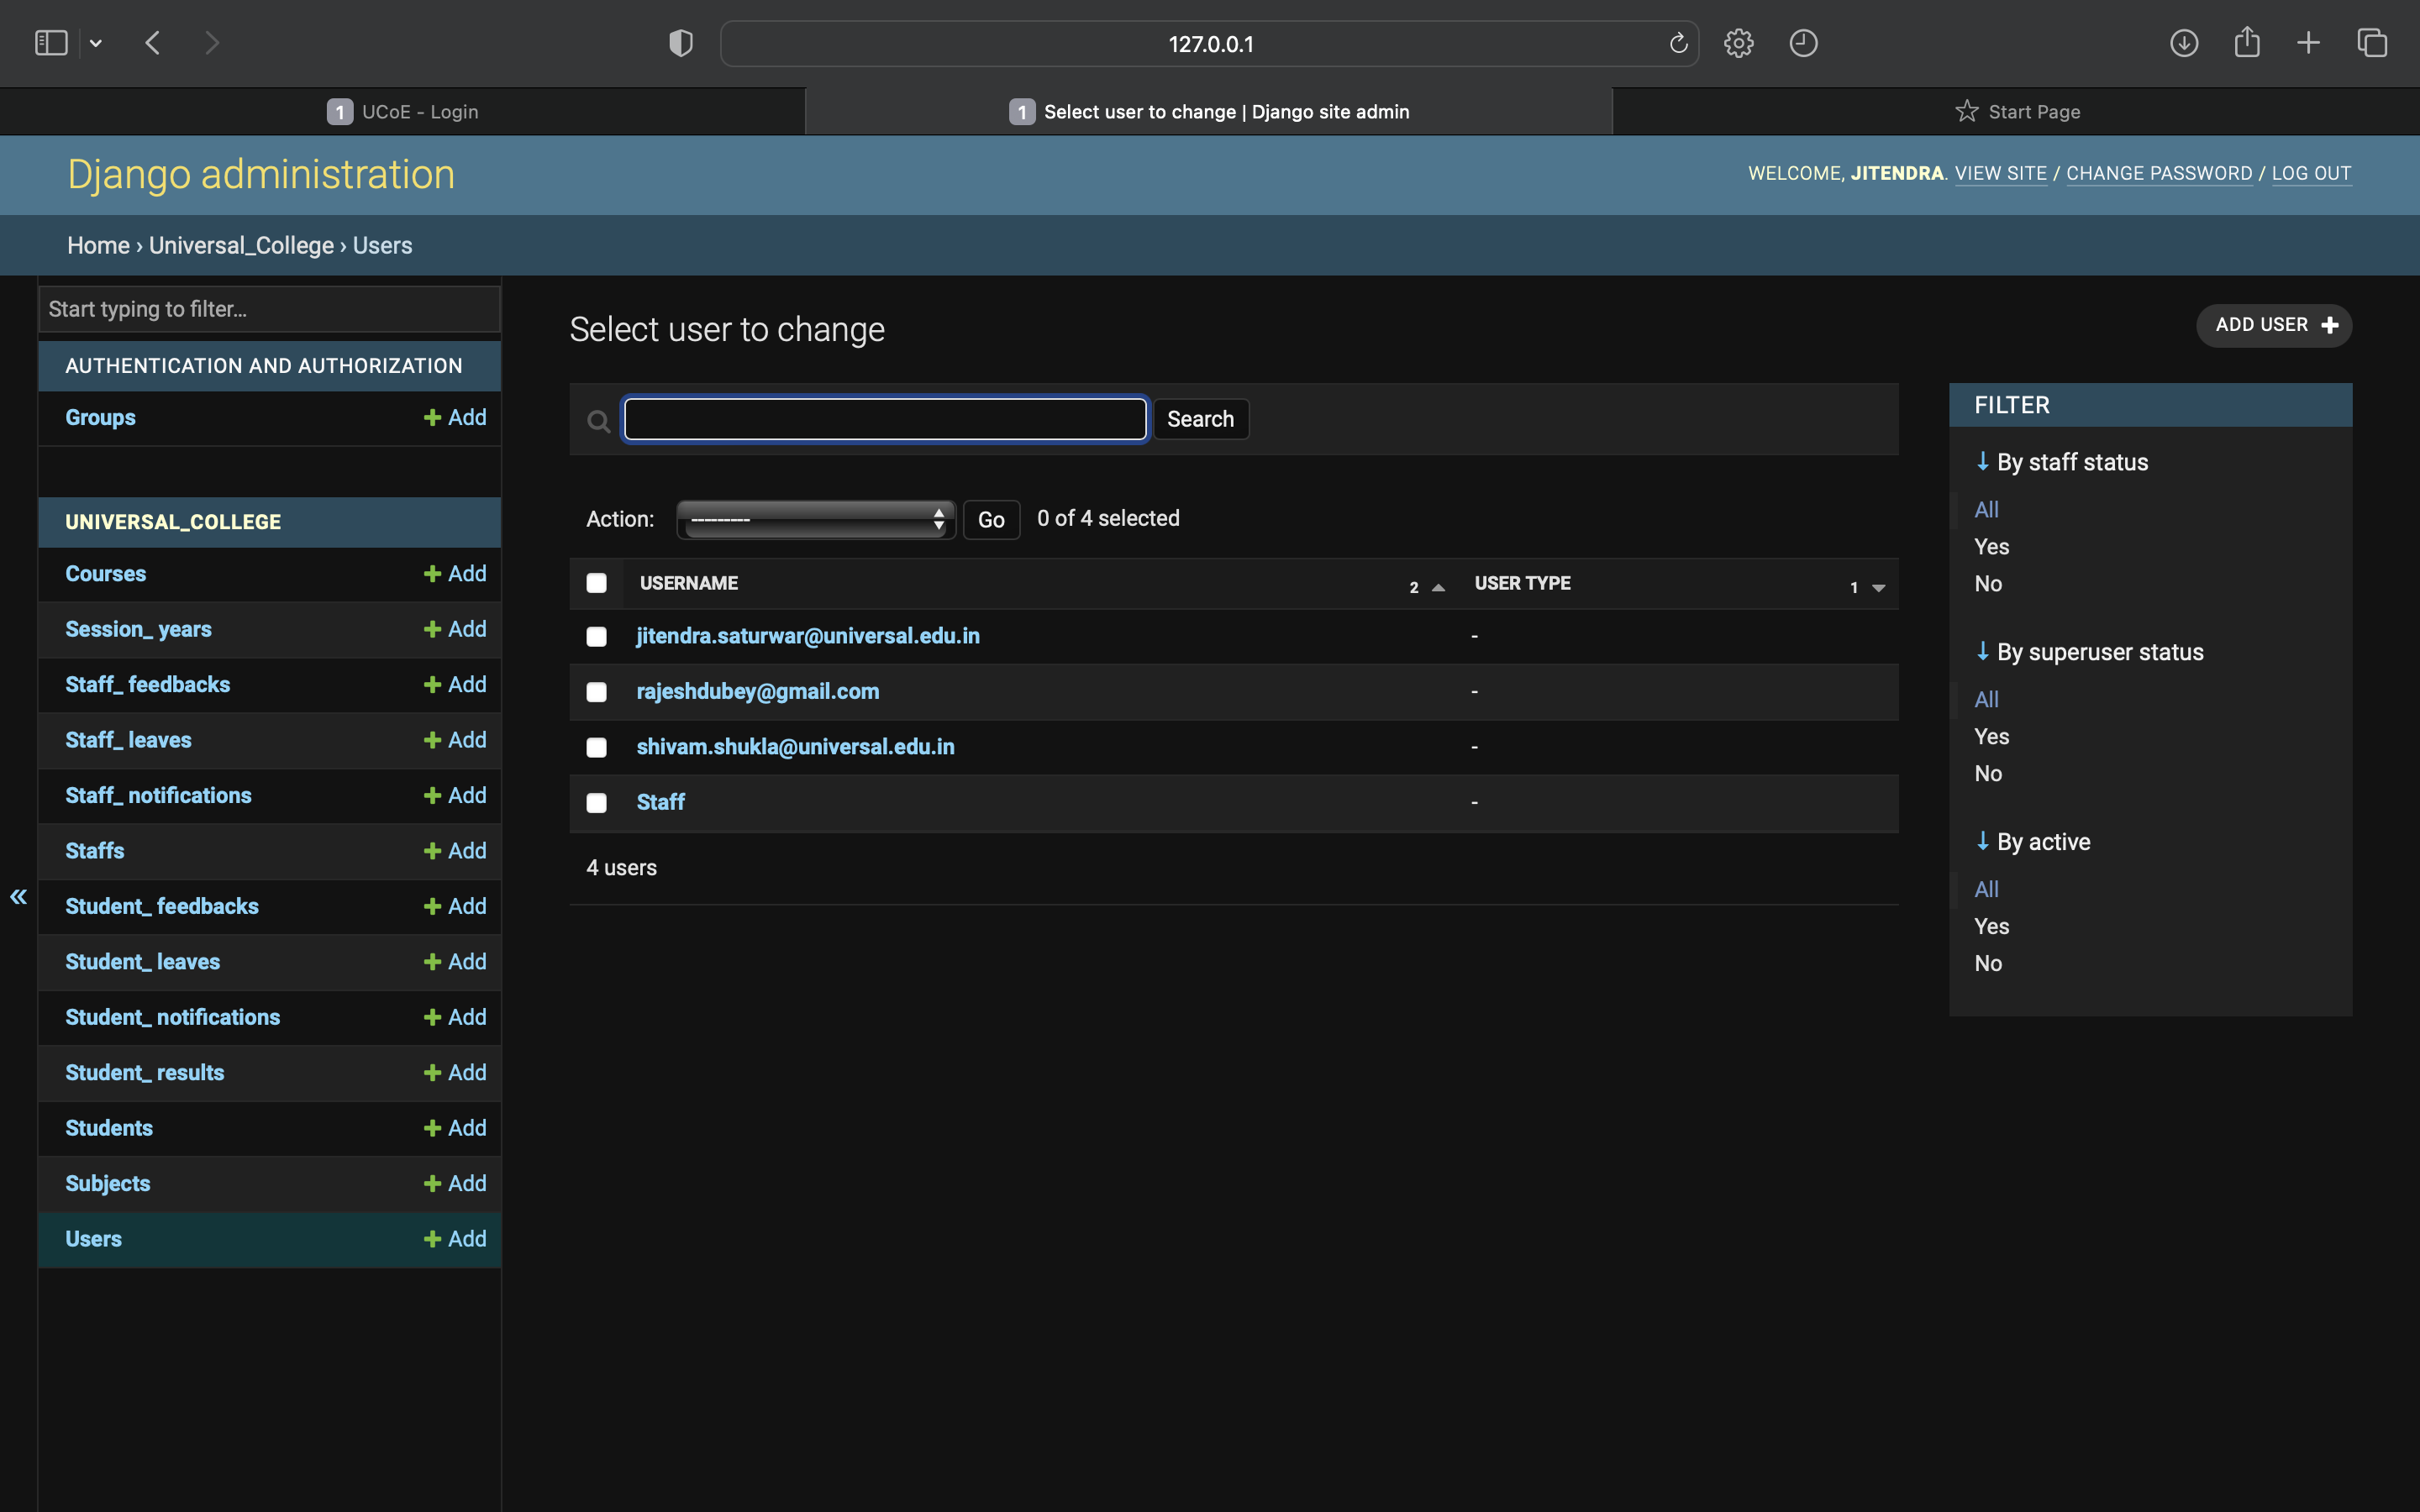 127.0.0.1
1 UCoE - Login
1 Select user to change | Django site admin
Start Page
Django administration
WELCOME, JITENDRA. VIEW SITE / CHANGE PASSWORD / LOG OUT
Home › Universal_College › Users
Start typing to filter...
AUTHENTICATION AND AUTHORIZATION
Groups + Add
UNIVERSAL_COLLEGE
Courses + Add
Session_ years + Add
Staff_ feedbacks + Add
Staff_ leaves + Add
Staff_ notifications + Add
Staffs + Add
Student_ feedbacks + Add
Student_ leaves + Add
Student_ notifications + Add
Student_ results + Add
Students + Add
Subjects + Add
Users + Add
«
Select user to change
ADD USER +
Search
Action: --------- Go 0 of 4 selected
USERNAME 2 USER TYPE 1
jitendra.saturwar@universal.edu.in -
rajeshdubey@gmail.com -
shivam.shukla@universal.edu.in -
Staff -
4 users
FILTER
↓ By staff status
All
Yes
No
↓ By superuser status
All
Yes
No
↓ By active
All
Yes
No